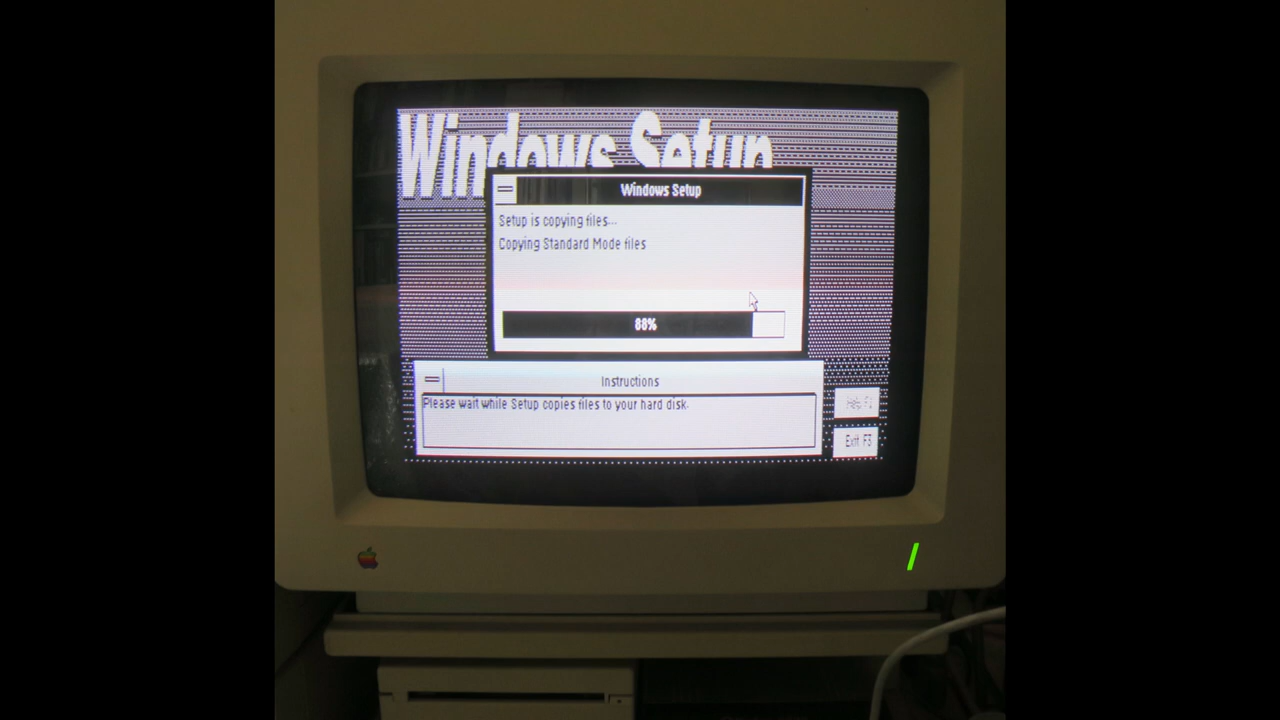 Windows Setup
Windows Setup
Setup is copying files...
Copying Standard Mode files
88%
Instructions
Please wait while Setup copies files to your hard disk.
Exit F3